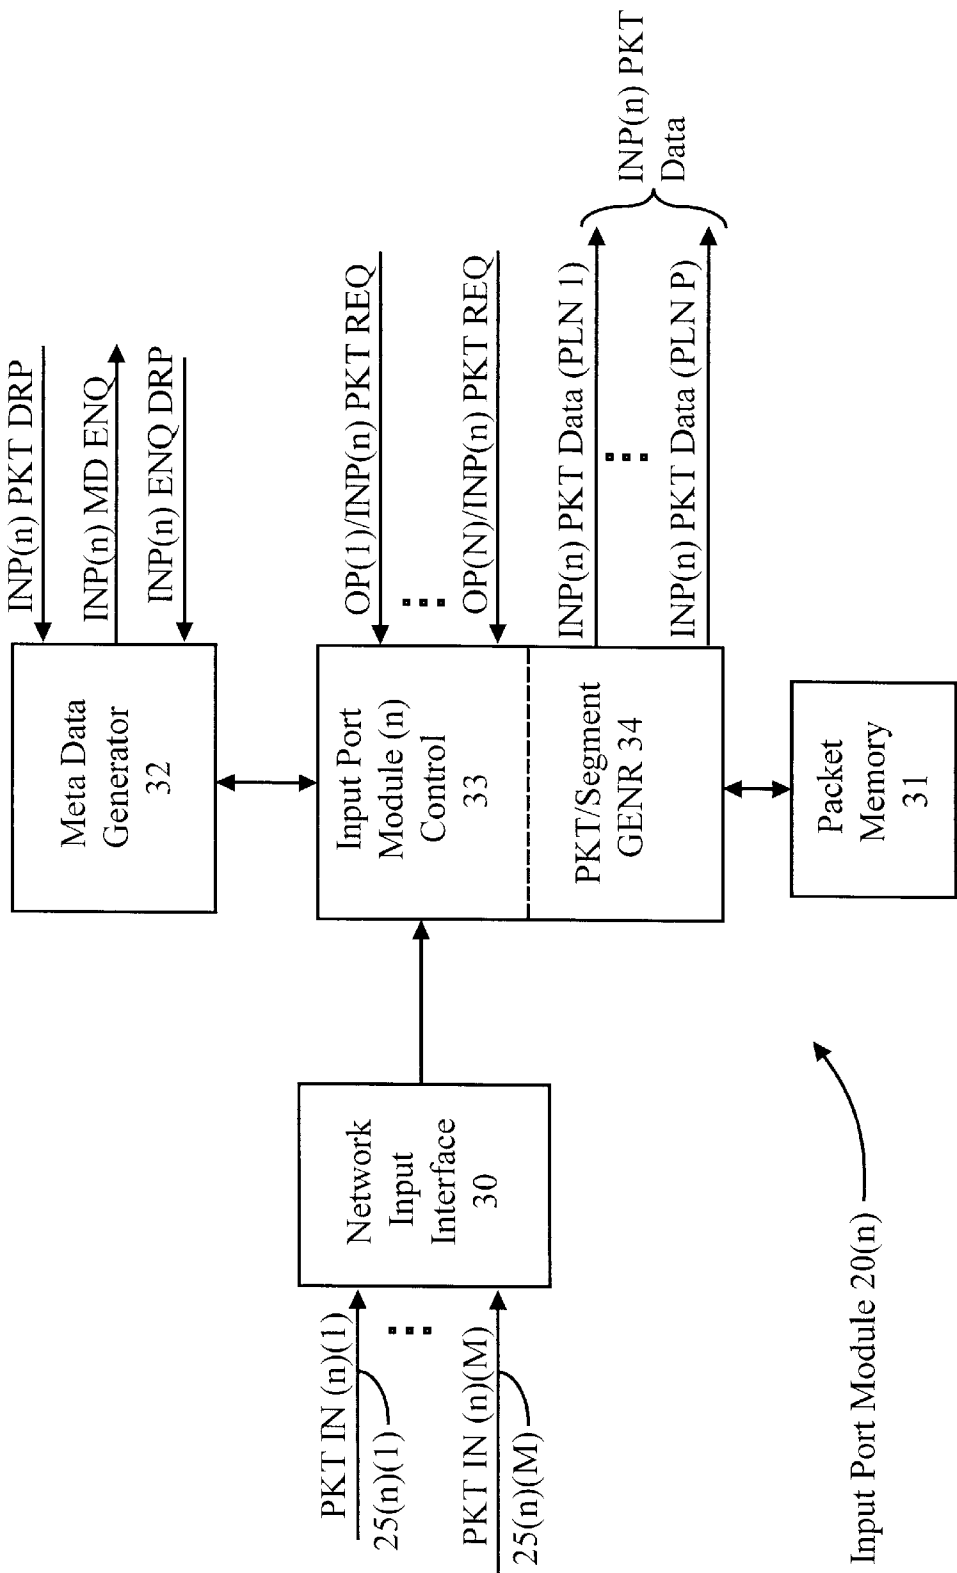 INP(n) PKT DRP
INP(n) MD ENQ
INP(n) ENQ DRP
Meta Data
Generator
32
OP(1)/INP(n) PKT REQ
OP(N)/INP(n) PKT REQ
Input Port
Module (n)
Control
33
PKT/Segment
GENR 34
INP(n) PKT Data (PLN 1)
INP(n) PKT Data (PLN P)
INP(n) PKT
Data
Packet
Memory
31
Network
Input
Interface
30
PKT IN (n)(1)
25(n)(1)
PKT IN (n)(M)
25(n)(M)
Input Port Module 20(n)